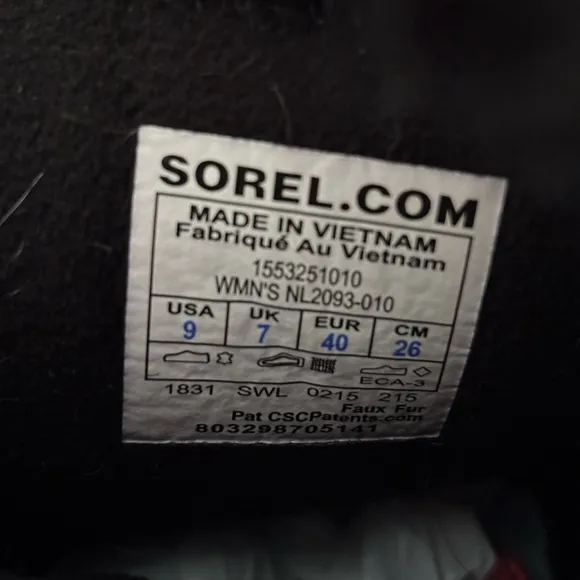 SOREL.COM
MADE IN VIETNAM
Fabriqué Au Vietnam
1553251010
WMN'S NL2093-010
USA UK EUR CM
9 7 40 26
ECA-3
1831 SWL 0215 215
Faux Fur
Pat CSCPatents.com
803298705141